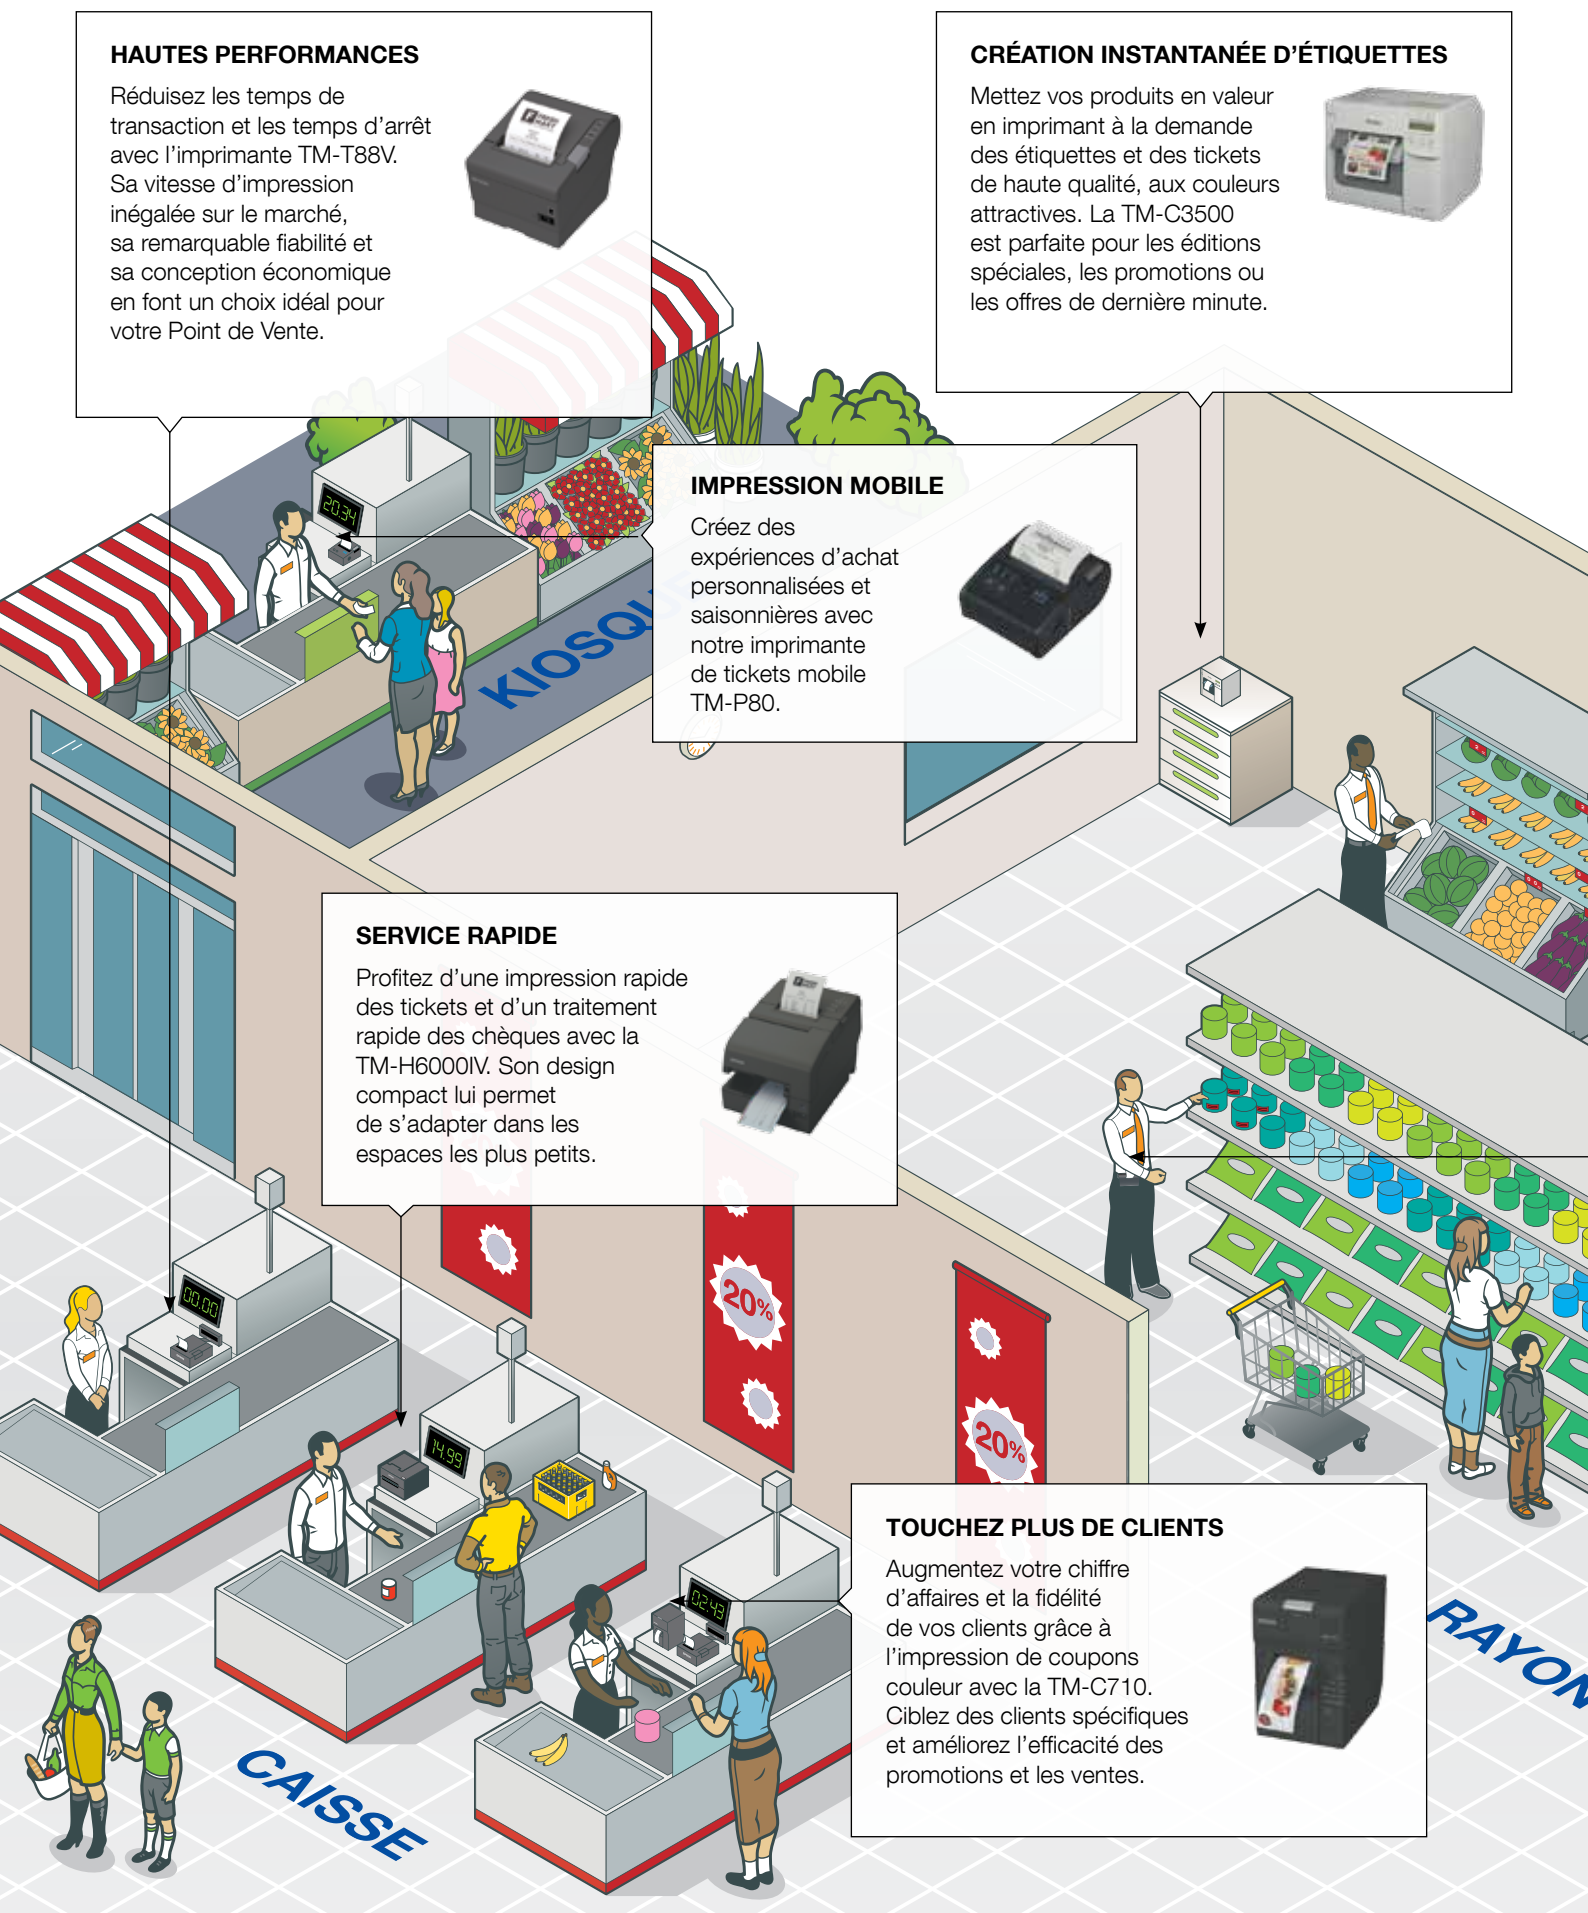 HAUTES PERFORMANCES
Réduisez les temps de
transaction et les temps d'arrêt
avec l'imprimante TM-T88V.
Sa vitesse d'impression
inégalée sur le marché,
sa remarquable fiabilité et
sa conception économique
en font un choix idéal pour
votre Point de Vente.
CRÉATION INSTANTANÉE D'ÉTIQUETTES
Mettez vos produits en valeur
en imprimant à la demande
des étiquettes et des tickets
de haute qualité, aux couleurs
attractives. La TM-C3500
est parfaite pour les éditions
spéciales, les promotions ou
les offres de dernière minute.
IMPRESSION MOBILE
Créez des
expériences d'achat
personnalisées et
saisonnières avec
notre imprimante
de tickets mobile
TM-P80.
20.34
KIOSQU
SERVICE RAPIDE
Profitez d'une impression rapide
des tickets et d'un traitement
rapide des chèques avec la
TM-H6000IV. Son design
compact lui permet
de s'adapter dans les
espaces les plus petits.
00.00
20%
20%
14.99
TOUCHEZ PLUS DE CLIENTS
Augmentez votre chiffre
d'affaires et la fidélité
de vos clients grâce à
l'impression de coupons
couleur avec la TM-C710.
Ciblez des clients spécifiques
et améliorez l'efficacité des
promotions et les ventes.
02.43
RAYON
CAISSE